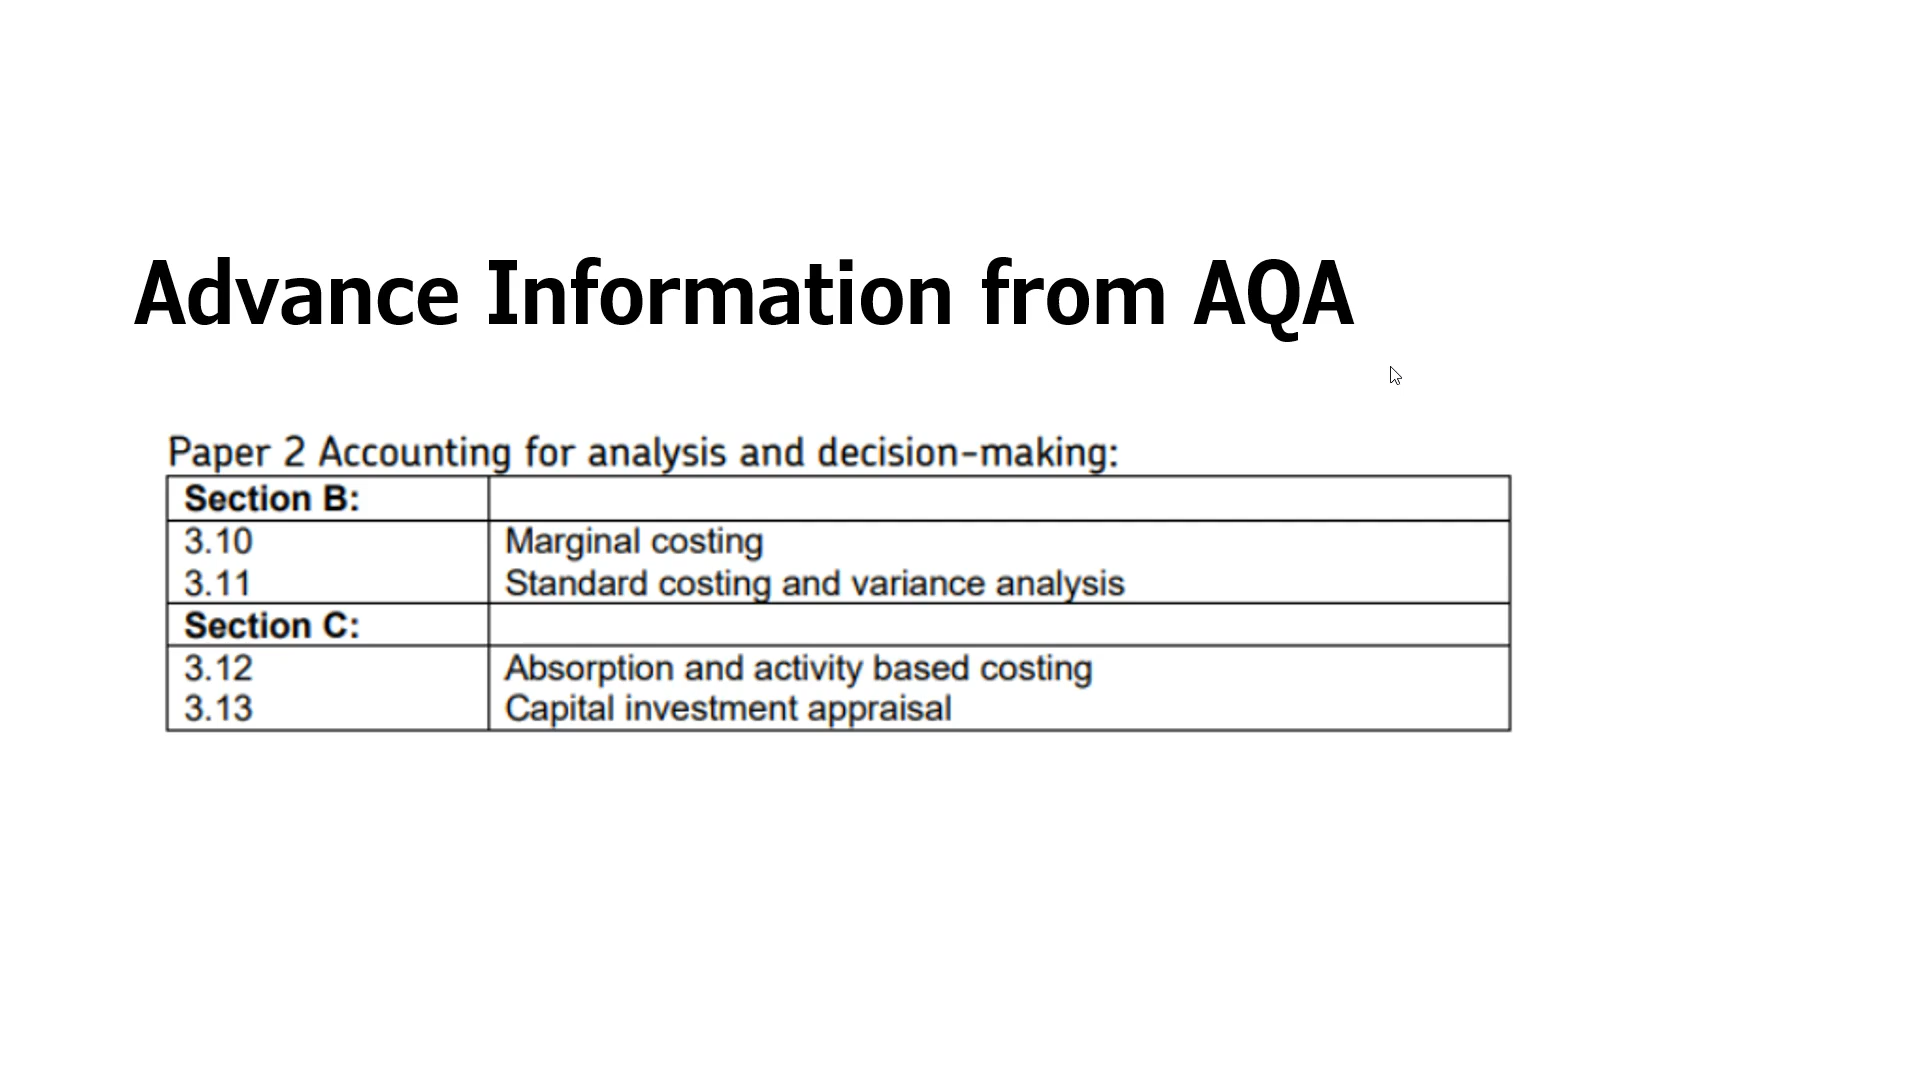 Advance Information from AQA
Paper 2 Accounting for analysis and decision-making:
Section B:
3.10 Marginal costing
3.11 Standard costing and variance analysis
Section C:
3.12 Absorption and activity based costing
3.13 Capital investment appraisal